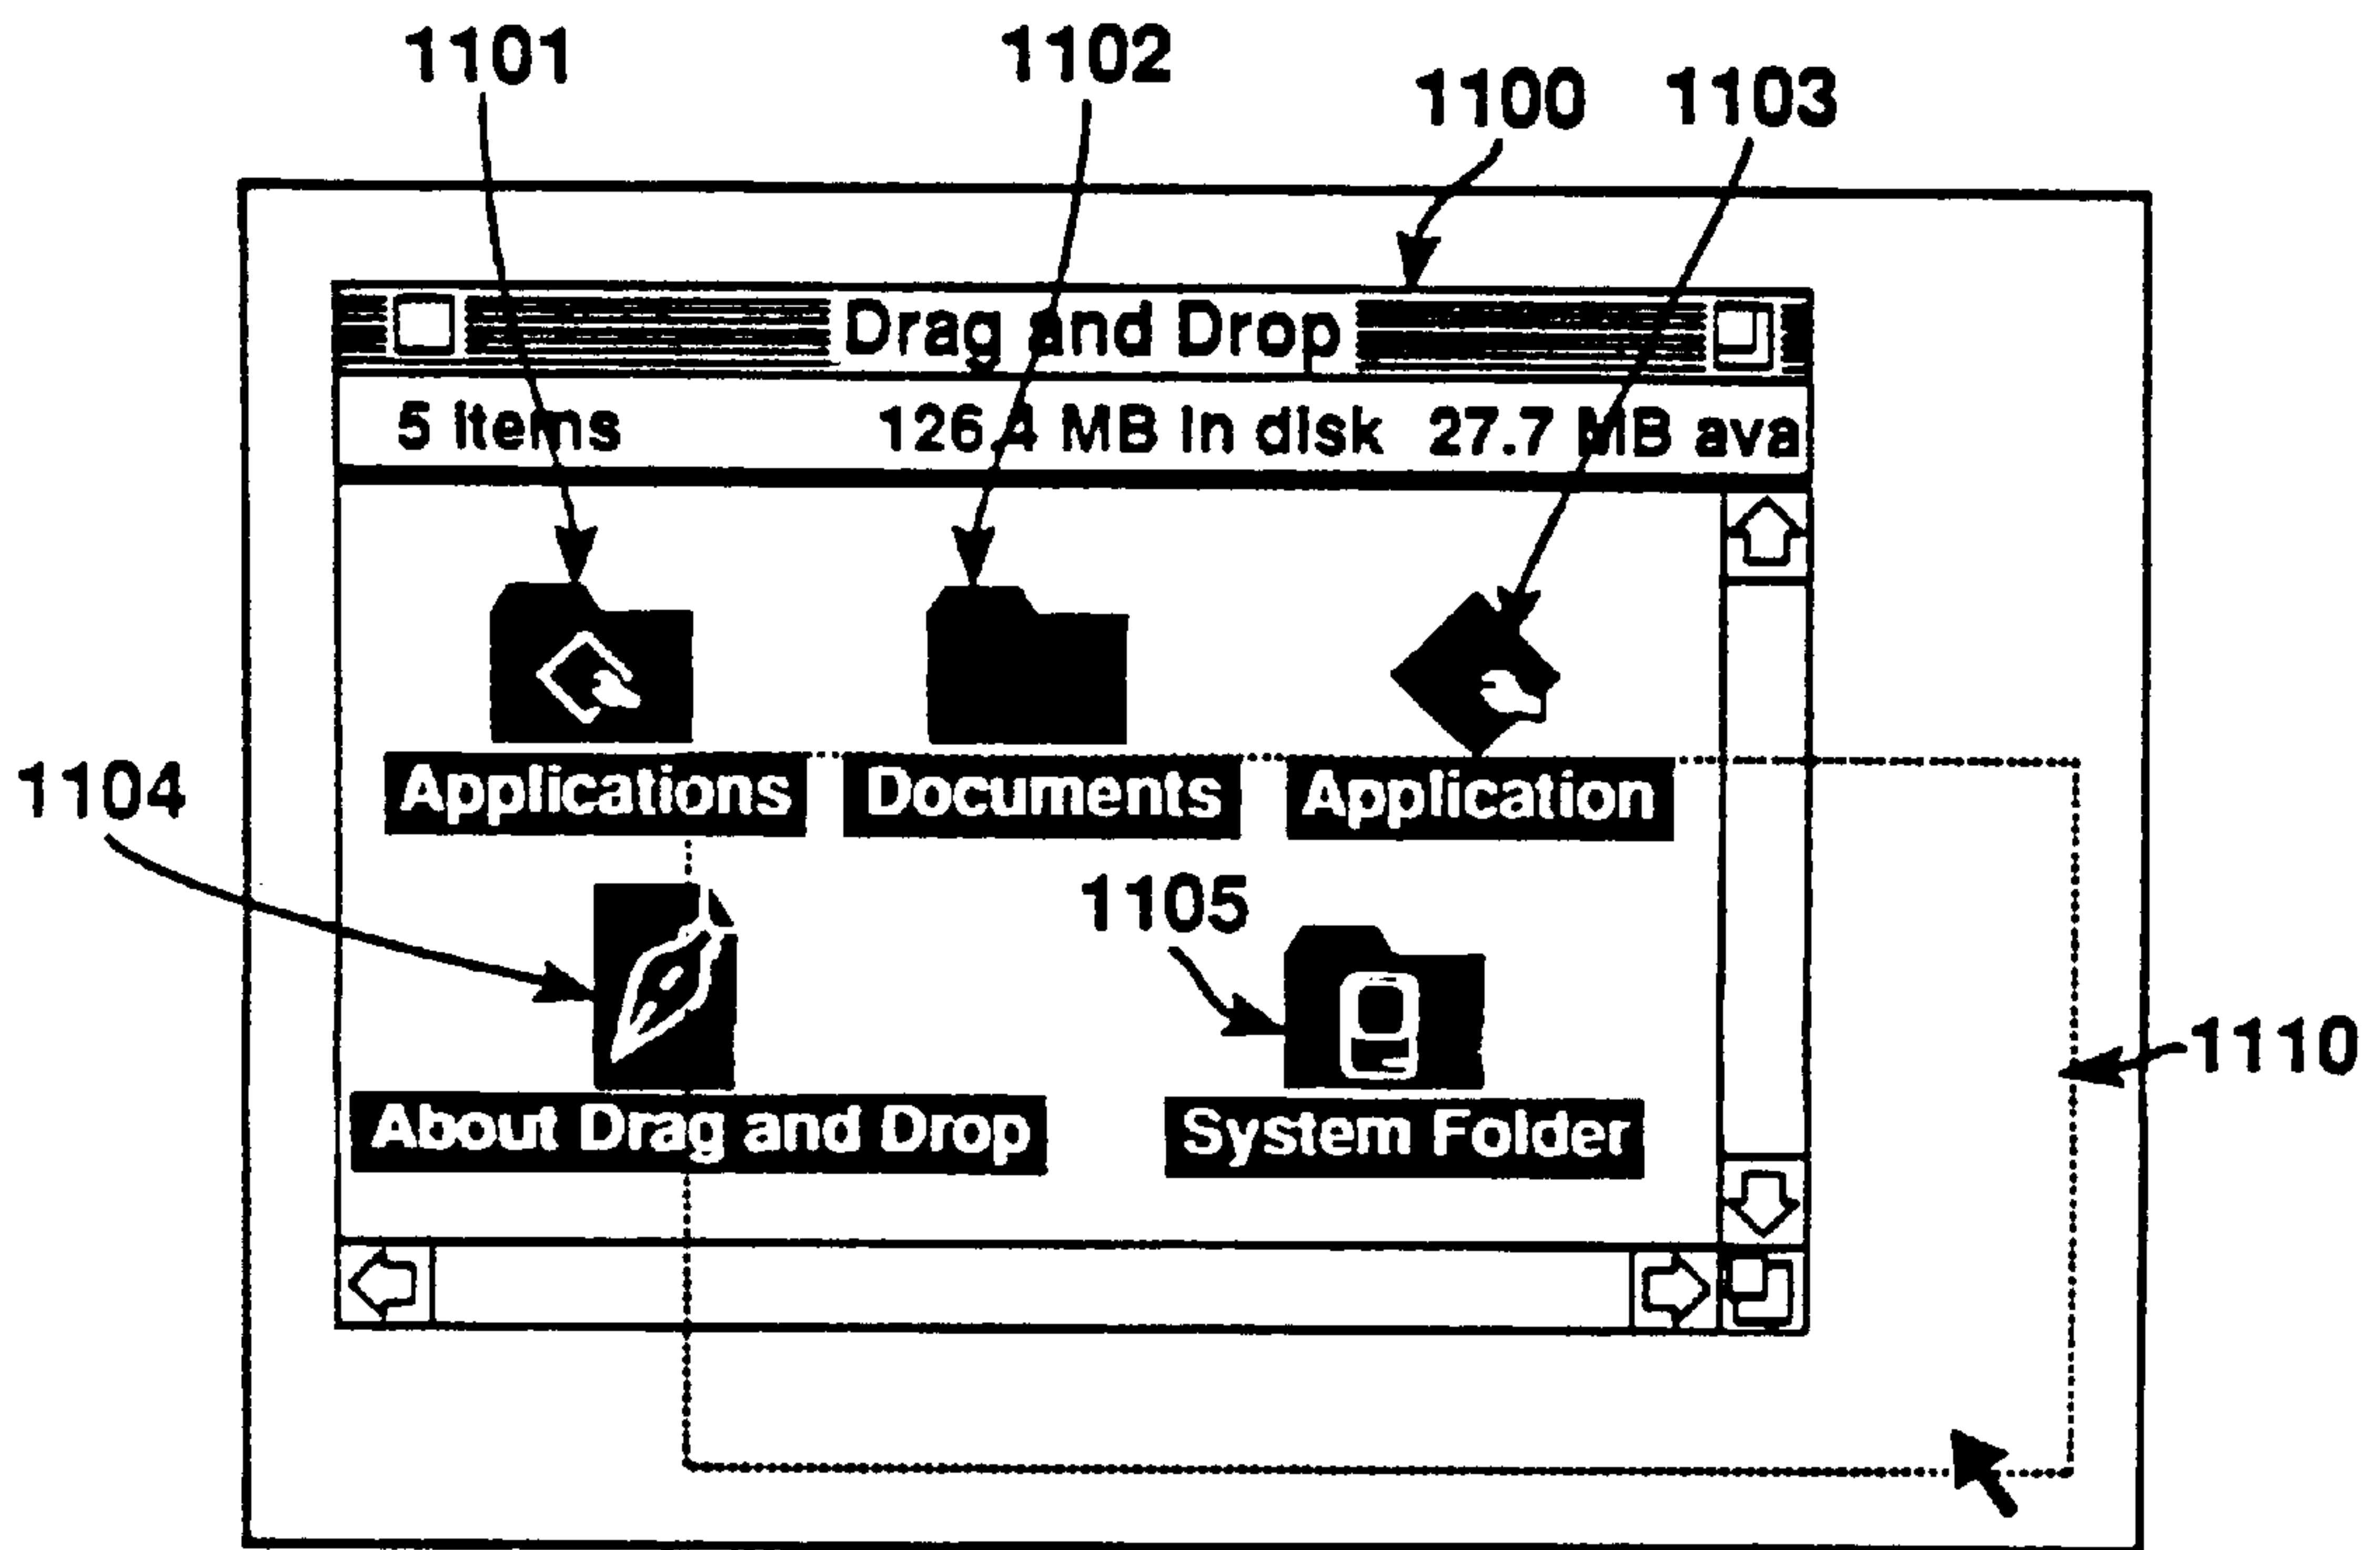 1101 1102
1100 1103
Drag and Drop
5 items 126.4 MB in disk 27.7 MB ava
Applications Documents Application
1104
1105
About Drag and Drop System Folder
1110